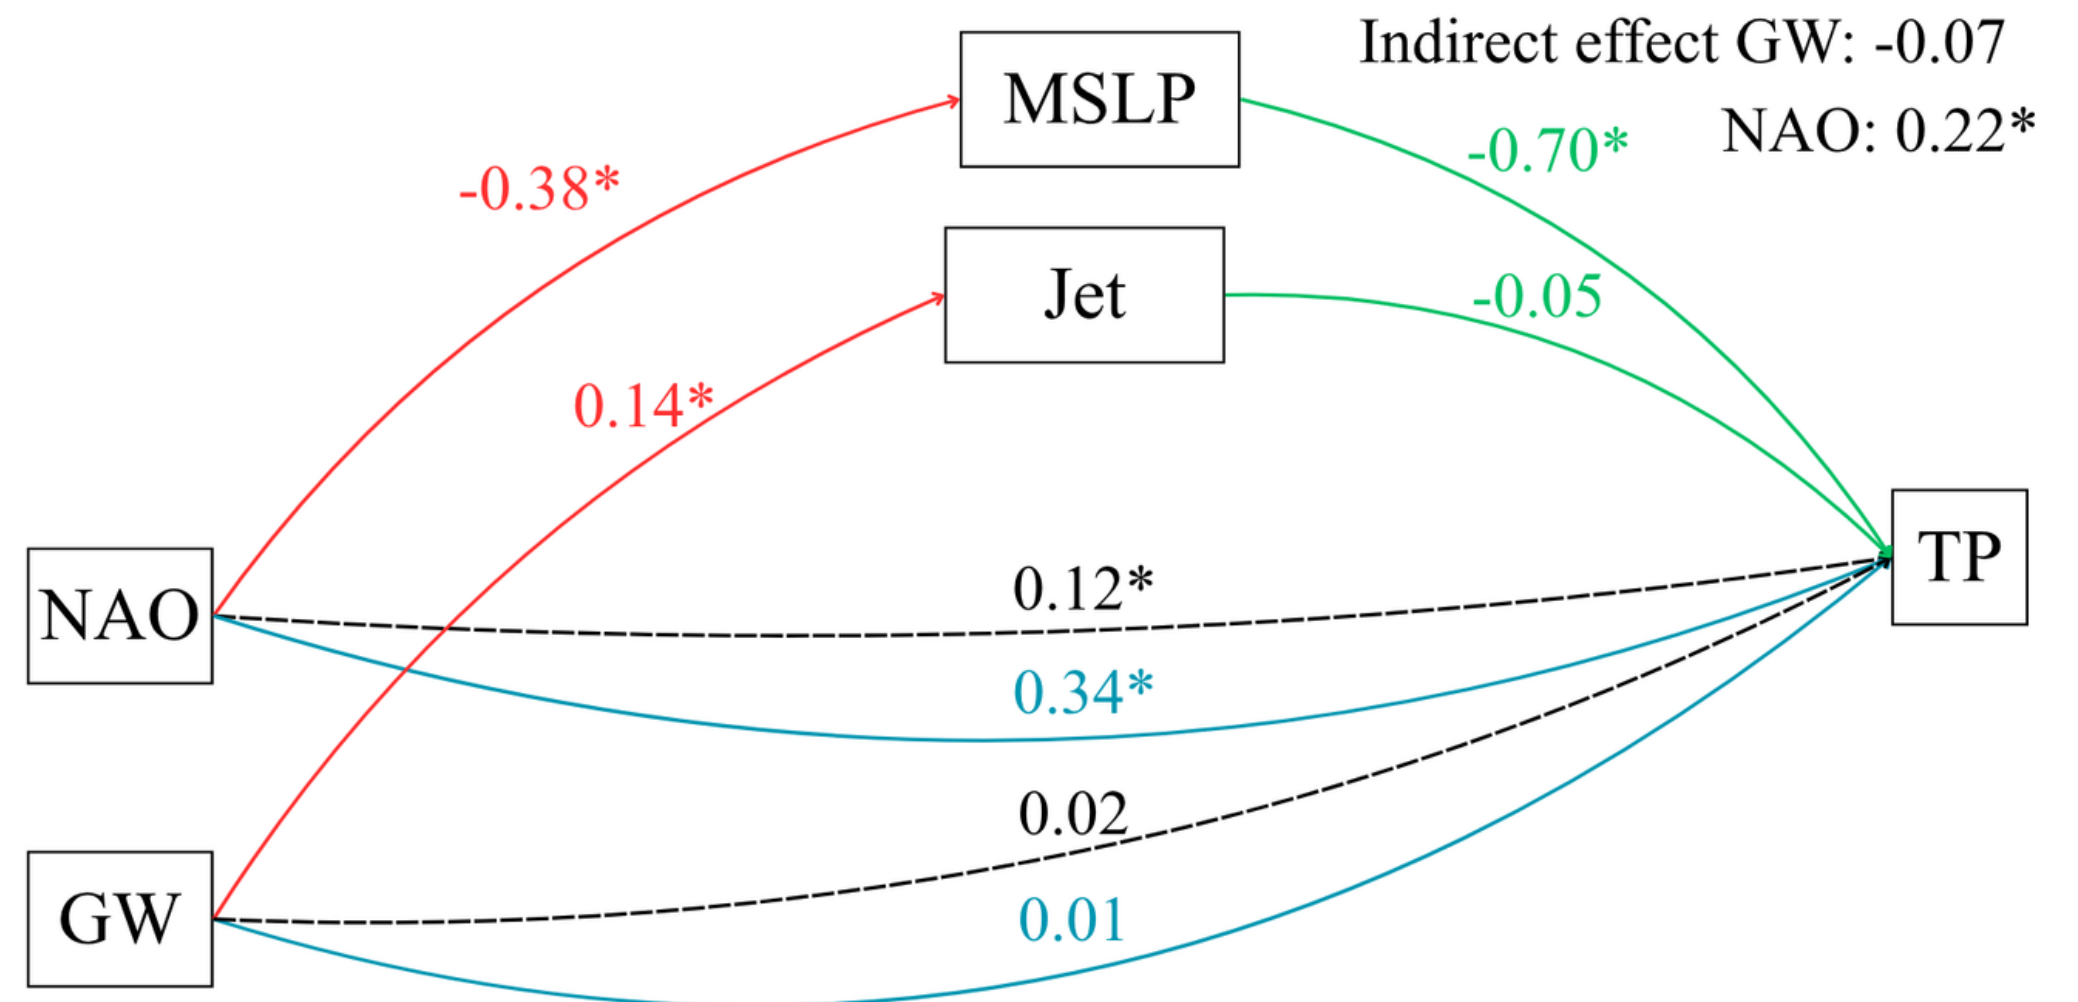 MSLP
Indirect effect GW: -0.07
NAO: 0.22*
-0.38*
-0.70*
Jet
-0.05
0.14*
TP
0.12*
NAO
0.34*
0.02
GW
0.01